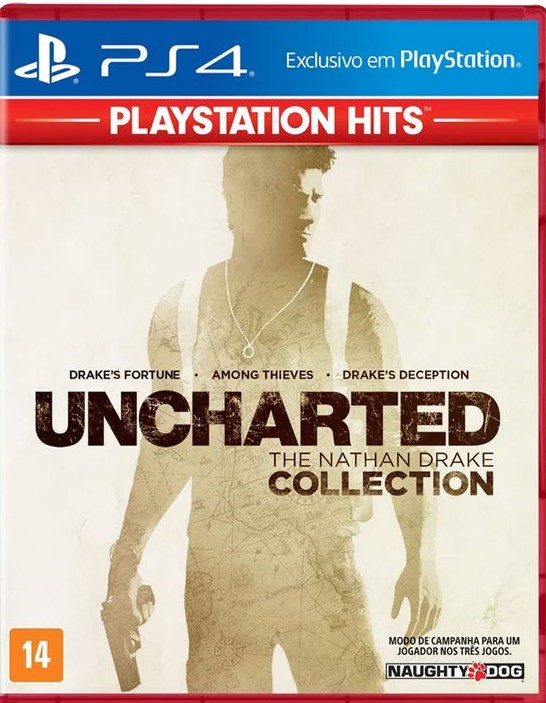 PS4 Exclusivo em PlayStation®
PLAYSTATION HITS™
DRAKE'S FORTUNE • AMONG THIEVES • DRAKE'S DECEPTION
UNCHARTED
THE NATHAN DRAKE
COLLECTION
14
MODO DE CAMPANHA PARA UM
JOGADOR NOS TRÊS JOGOS.
NAUGHTY DOG